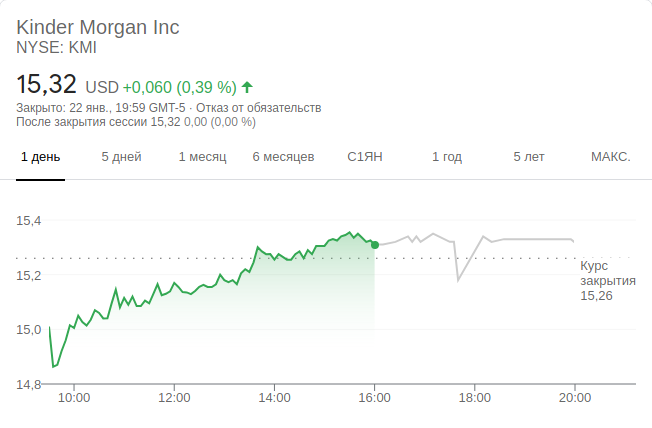 Kinder Morgan Inc
NYSE: KMI
15,32 USD +0,060 (0,39 %)
Закрыто: 22 янв., 19:59 GMT-5 · Отказ от обязательств
После закрытия сессии 15,32 0,00 (0,00 %)
1 день 5 дней 1 месяц 6 месяцев С1ЯН 1 год 5 лет МАКС.
15,4
15,2
15,0
14,8
Курс
закрытия
15,26
10:00 12:00 14:00 16:00 18:00 20:00